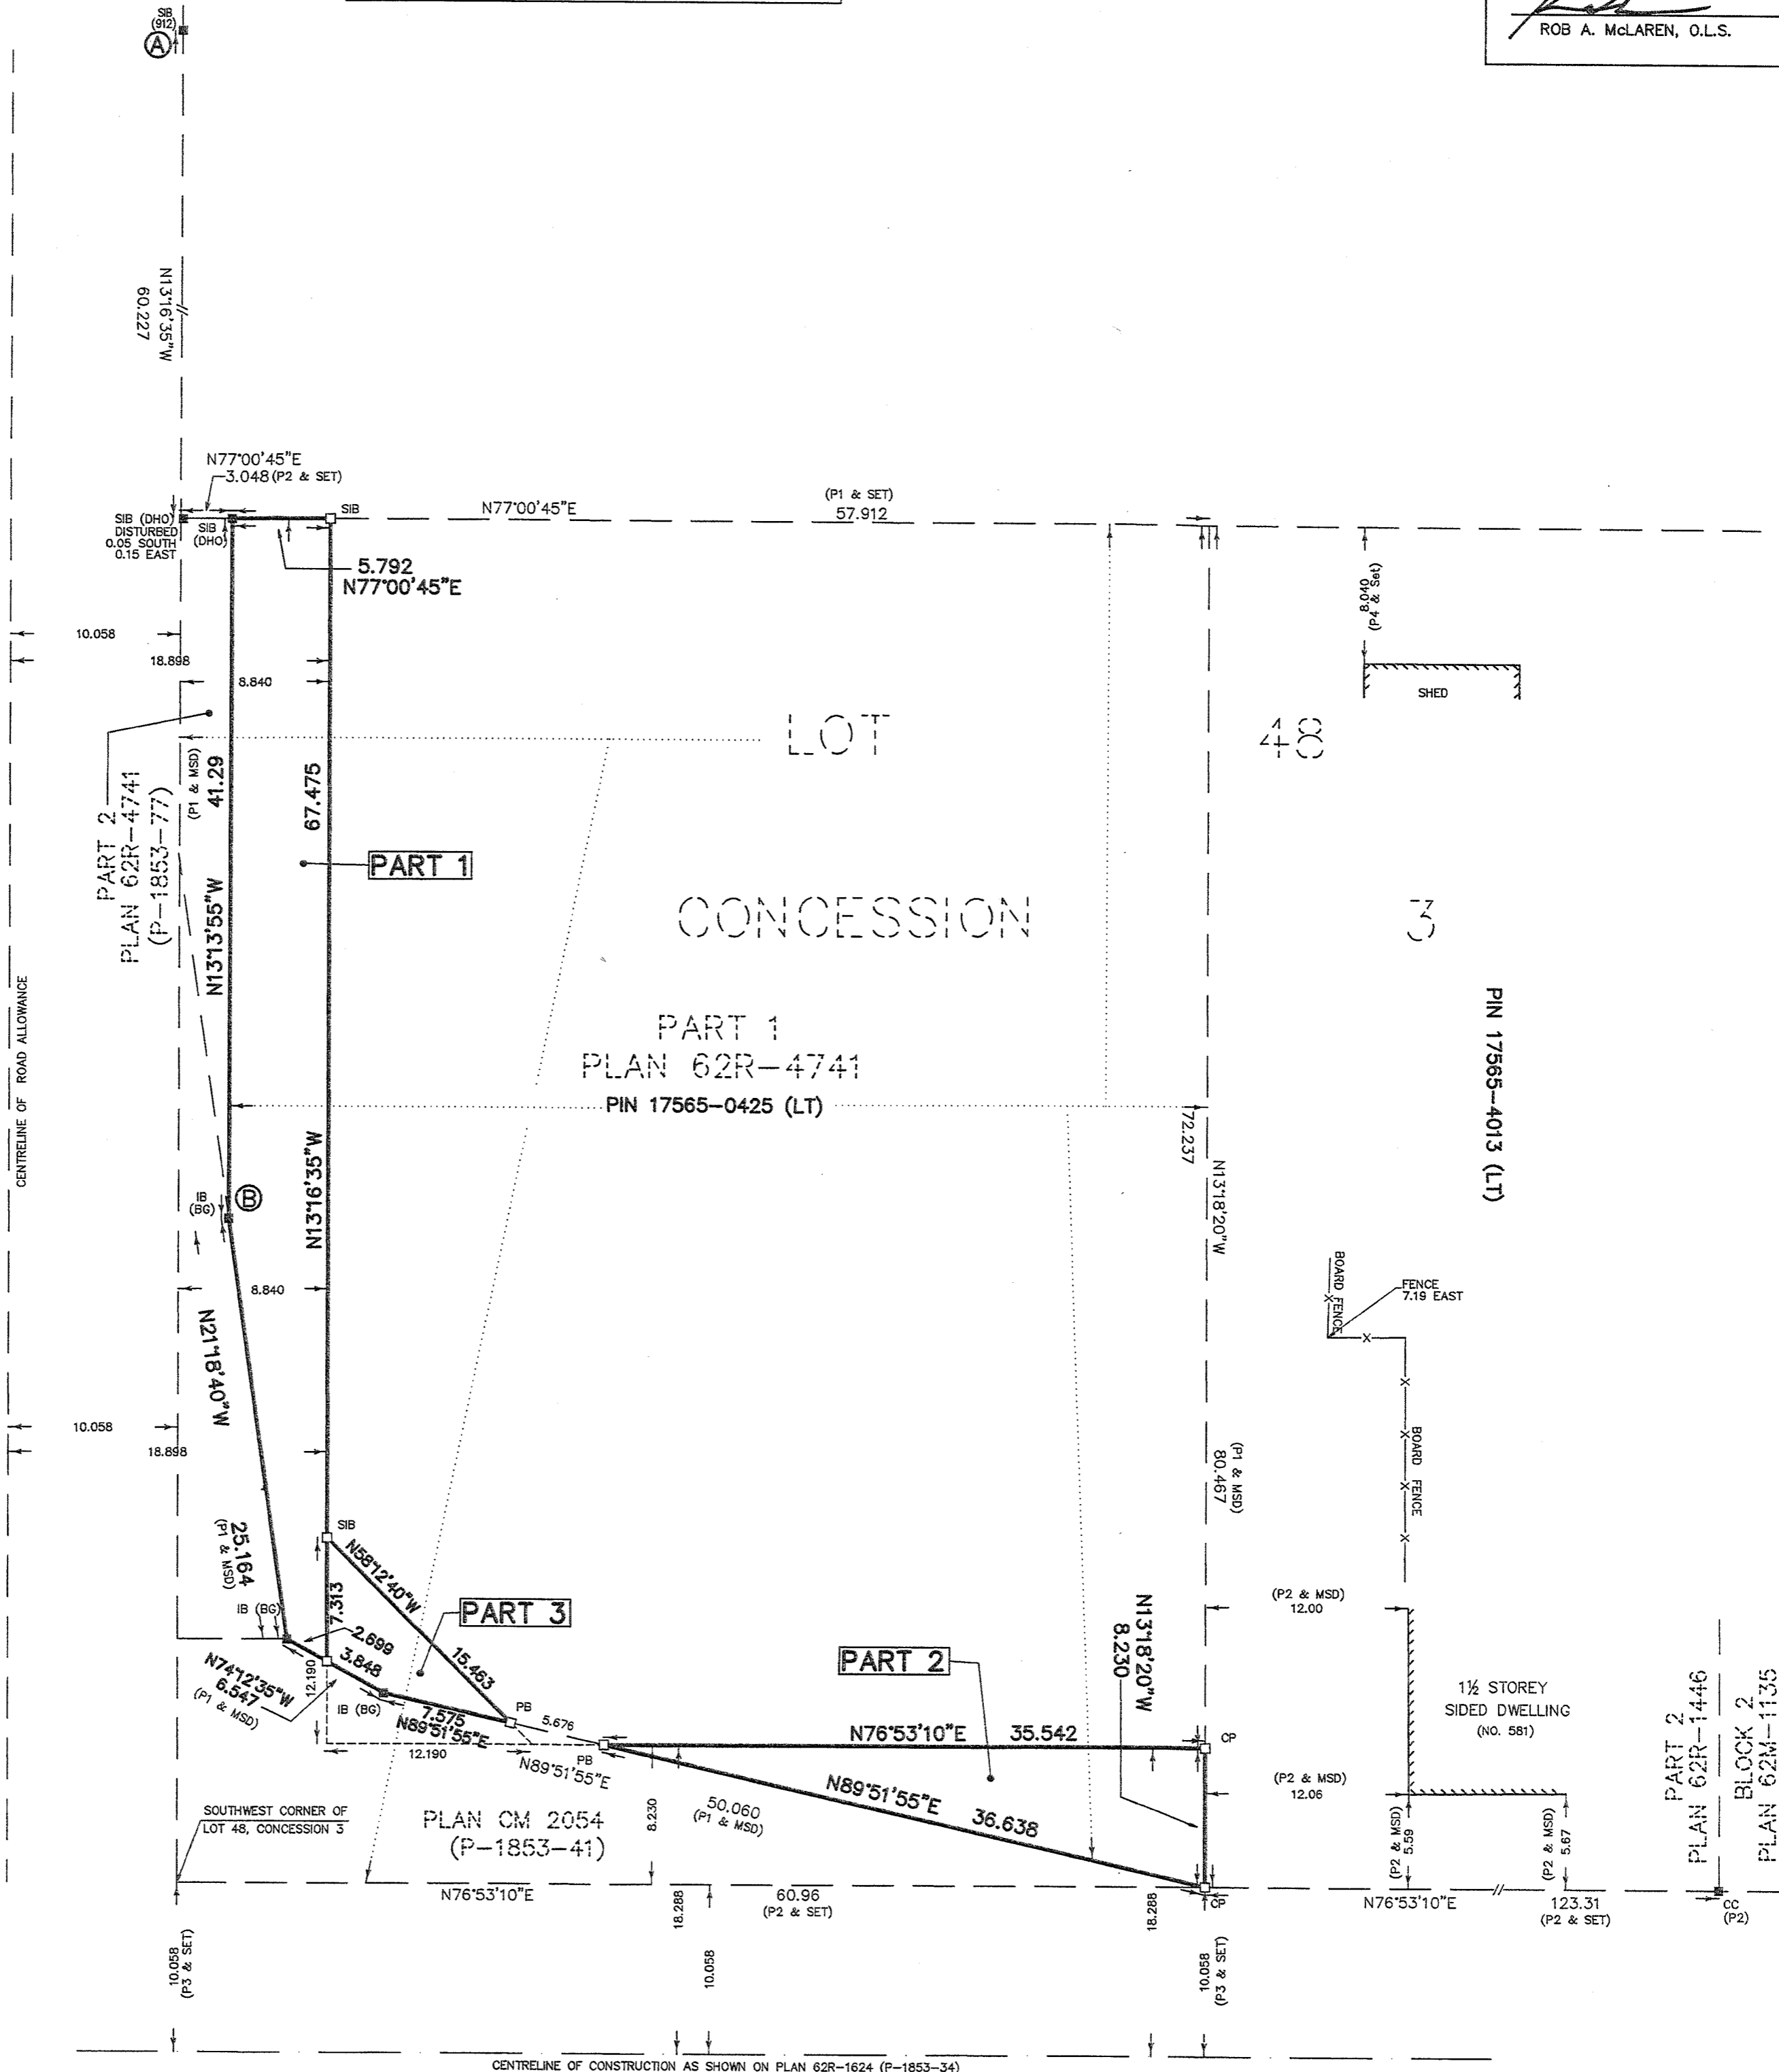 SIB
(912)
A
ROB A. McLAREN, O.L.S.
N13°16'35"W
60.227
N77°00'45"E
3.048 (P2 & SET)
SIB (DHO)
DISTURBED
0.05 SOUTH
0.15 EAST
SIB
(DHO)
SIB
N77°00'45"E
(P1 & SET)
57.912
5.792
N77°00'45"E
8.040
(P4 & Set)
SHED
10.058
18.898
8.840
LOT
48
PART 2
PLAN 62R-4741
(P-1853-77)
(P1 & MSD)
41.29
N13°13'55"W
67.475
PART 1
CONCESSION
3
CENTRELINE OF ROAD ALLOWANCE
PART 1
PLAN 62R-4741
PIN 17565-0425 (LT)
72.237
N13°18'20"W
PIN 17565-4013 (LT)
N13°16'35"W
IB
(BG)
B
8.840
BOARD FENCE
FENCE
7.19 EAST
N21°18'40"W
10.058
18.898
BOARD FENCE
(P1 & MSD)
80.467
25.164
(P1 & MSD)
SIB
N58°12'40"W
7.313
IB (BG)
2.699
3.848
PART 3
15.463
12.190
N74°12'35"W
6.547
(P1 & MSD)
IB (BG)
7.575
N89°51'55"E
PB
5.676
12.190
N89°51'55"E
PB
PART 2
N13°18'20"W
8.230
N76°53'10"E 35.542
CP
N89°51'55"E 36.638
50.060
(P1 & MSD)
8.230
(P2 & MSD)
12.00
1½ STOREY
SIDED DWELLING
(NO. 581)
(P2 & MSD)
12.06
(P2 & MSD)
5.59
(P2 & MSD)
5.67
PART 2
PLAN 62R-1446
BLOCK 2
PLAN 62M-1135
SOUTHWEST CORNER OF
LOT 48, CONCESSION 3
PLAN CM 2054
(P-1853-41)
N76°53'10"E
60.96
(P2 & SET)
CP
N76°53'10"E
123.31
(P2 & SET)
CC
(P2)
18.288
18.288
10.058
(P3 & SET)
10.058
10.058
(P3 & SET)
CENTRELINE OF CONSTRUCTION AS SHOWN ON PLAN 62R-1624 (P-1853-34)